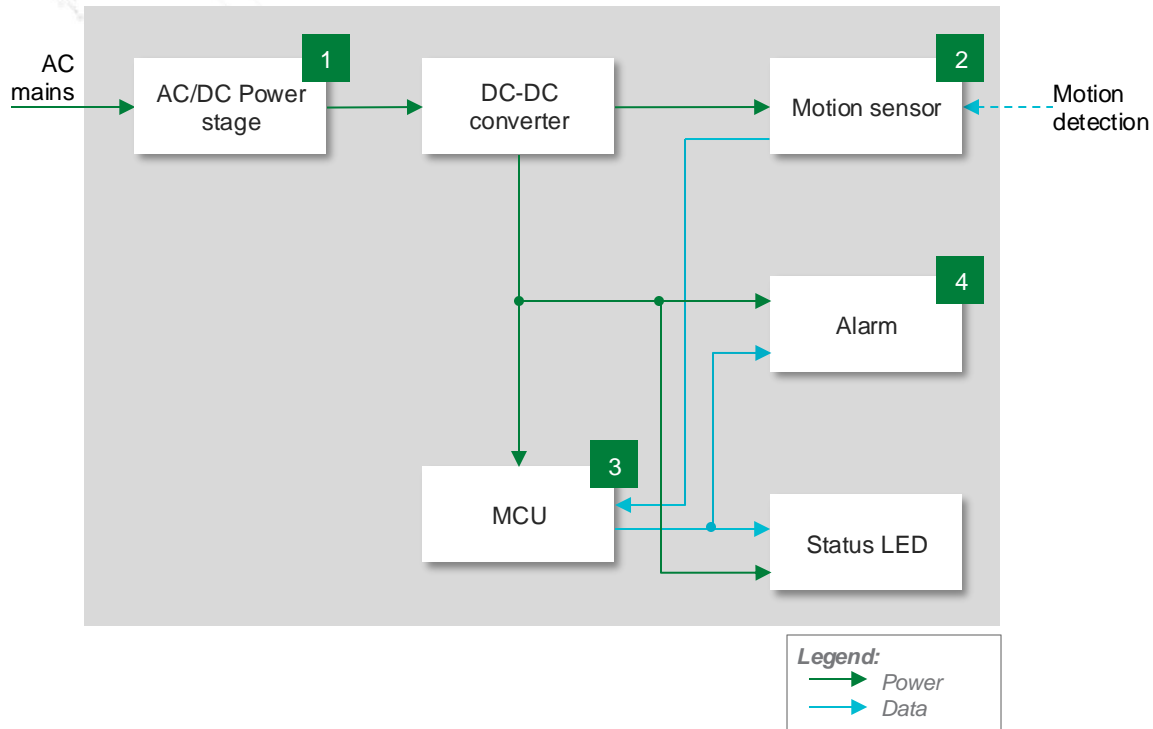 AC
mains
1
AC/DC Power
stage
DC-DC
converter
2
Motion sensor
Motion
detection
4
Alarm
3
MCU
Status LED
Legend:
Power
Data